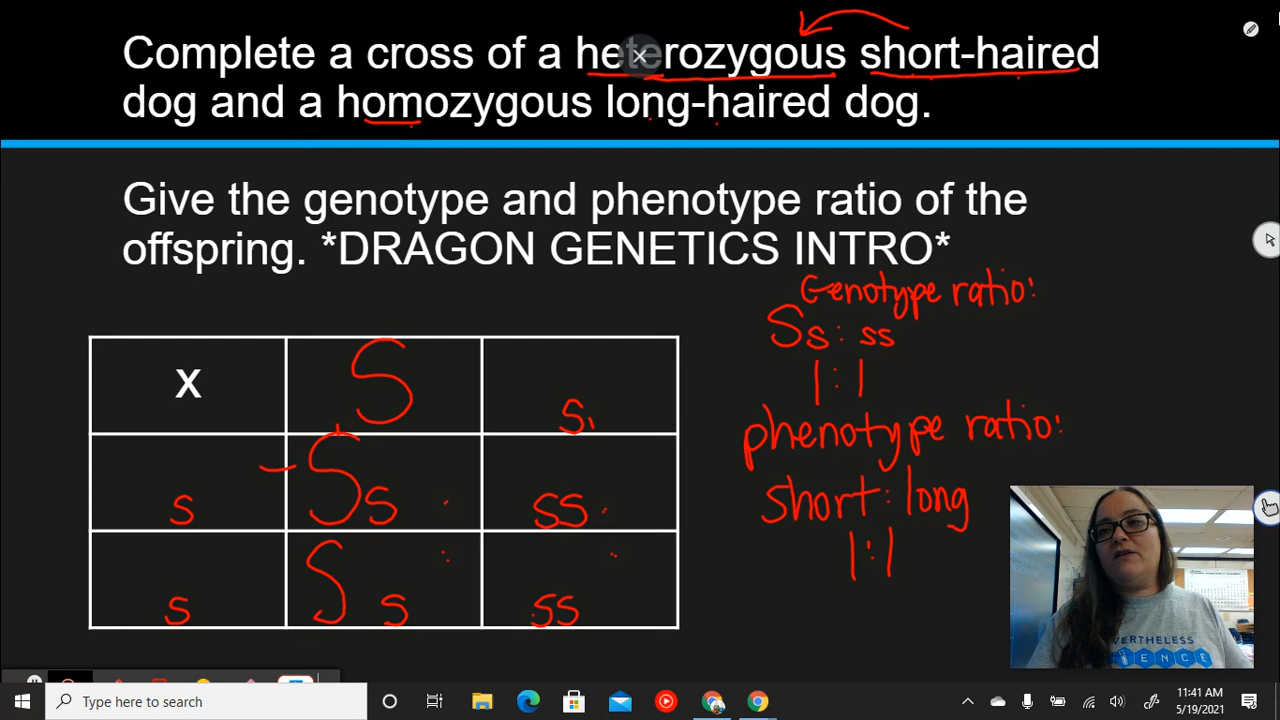 Complete a cross of a heterozygous short-haired
dog and a homozygous long-haired dog.
Give the genotype and phenotype ratio of the
offspring. *DRAGON GENETICS INTRO*
Genotype ratio:
Ss : ss
1 : 1
phenotype ratio:
short : long
1 : 1
X S s
s Ss ss
s Ss ss
Type here to search
11:41 AM
5/19/2021